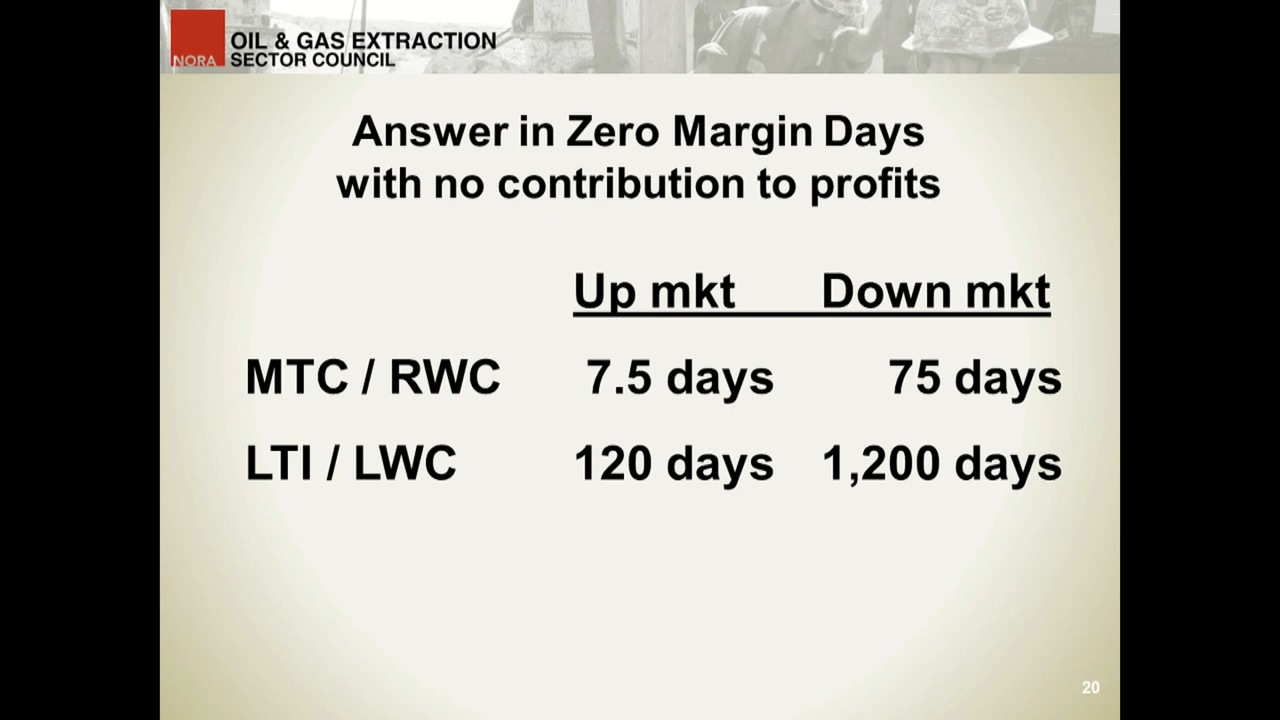 NORA
OIL & GAS EXTRACTION
SECTOR COUNCIL
Answer in Zero Margin Days
with no contribution to profits
Up mkt Down mkt
MTC / RWC 7.5 days 75 days
LTI / LWC 120 days 1,200 days
20